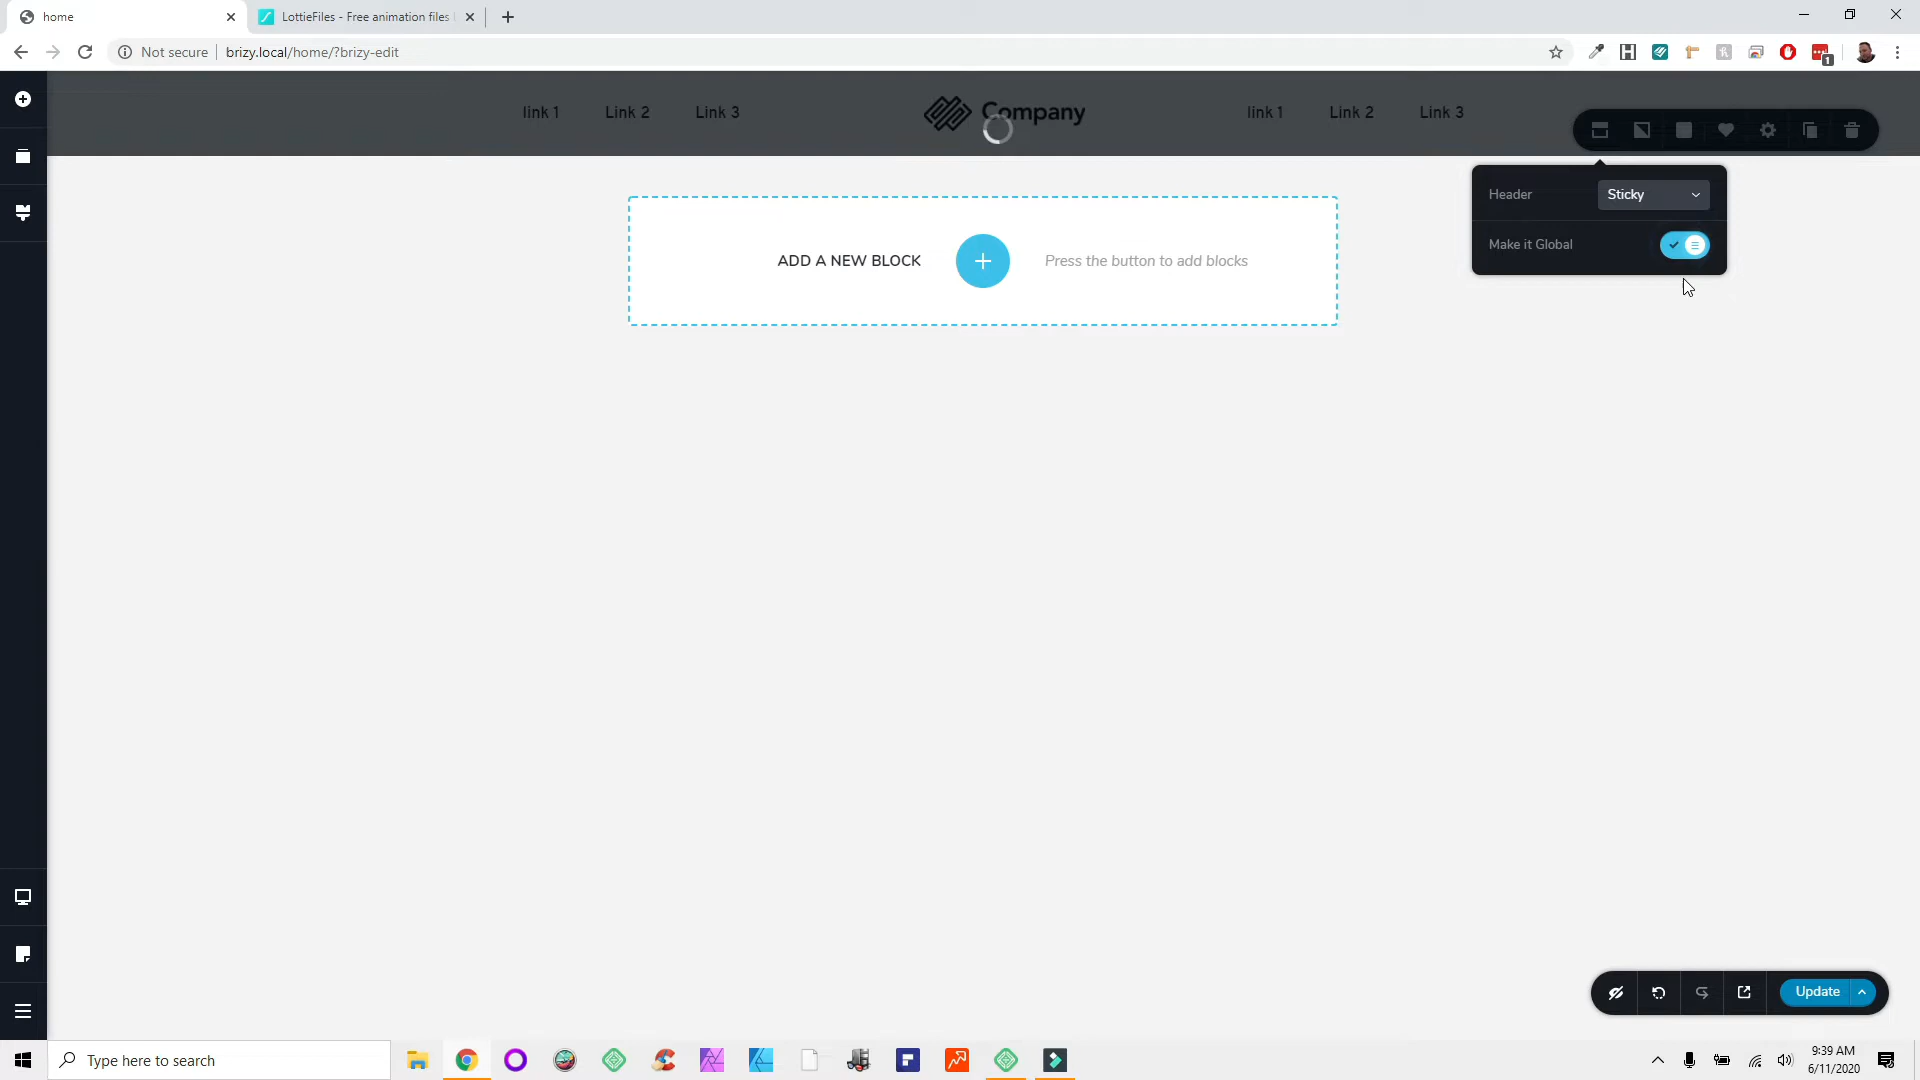 home
LottieFiles - Free animation files
Not secure
brizy.local/home/?brizy-edit
1
link 1
Link 2
Link 3
Company
link 1
Link 2
Link 3
Header
Sticky
Make it Global
ADD A NEW BLOCK
Press the button to add blocks
Update
Type here to search
9:39 AM
6/11/2020